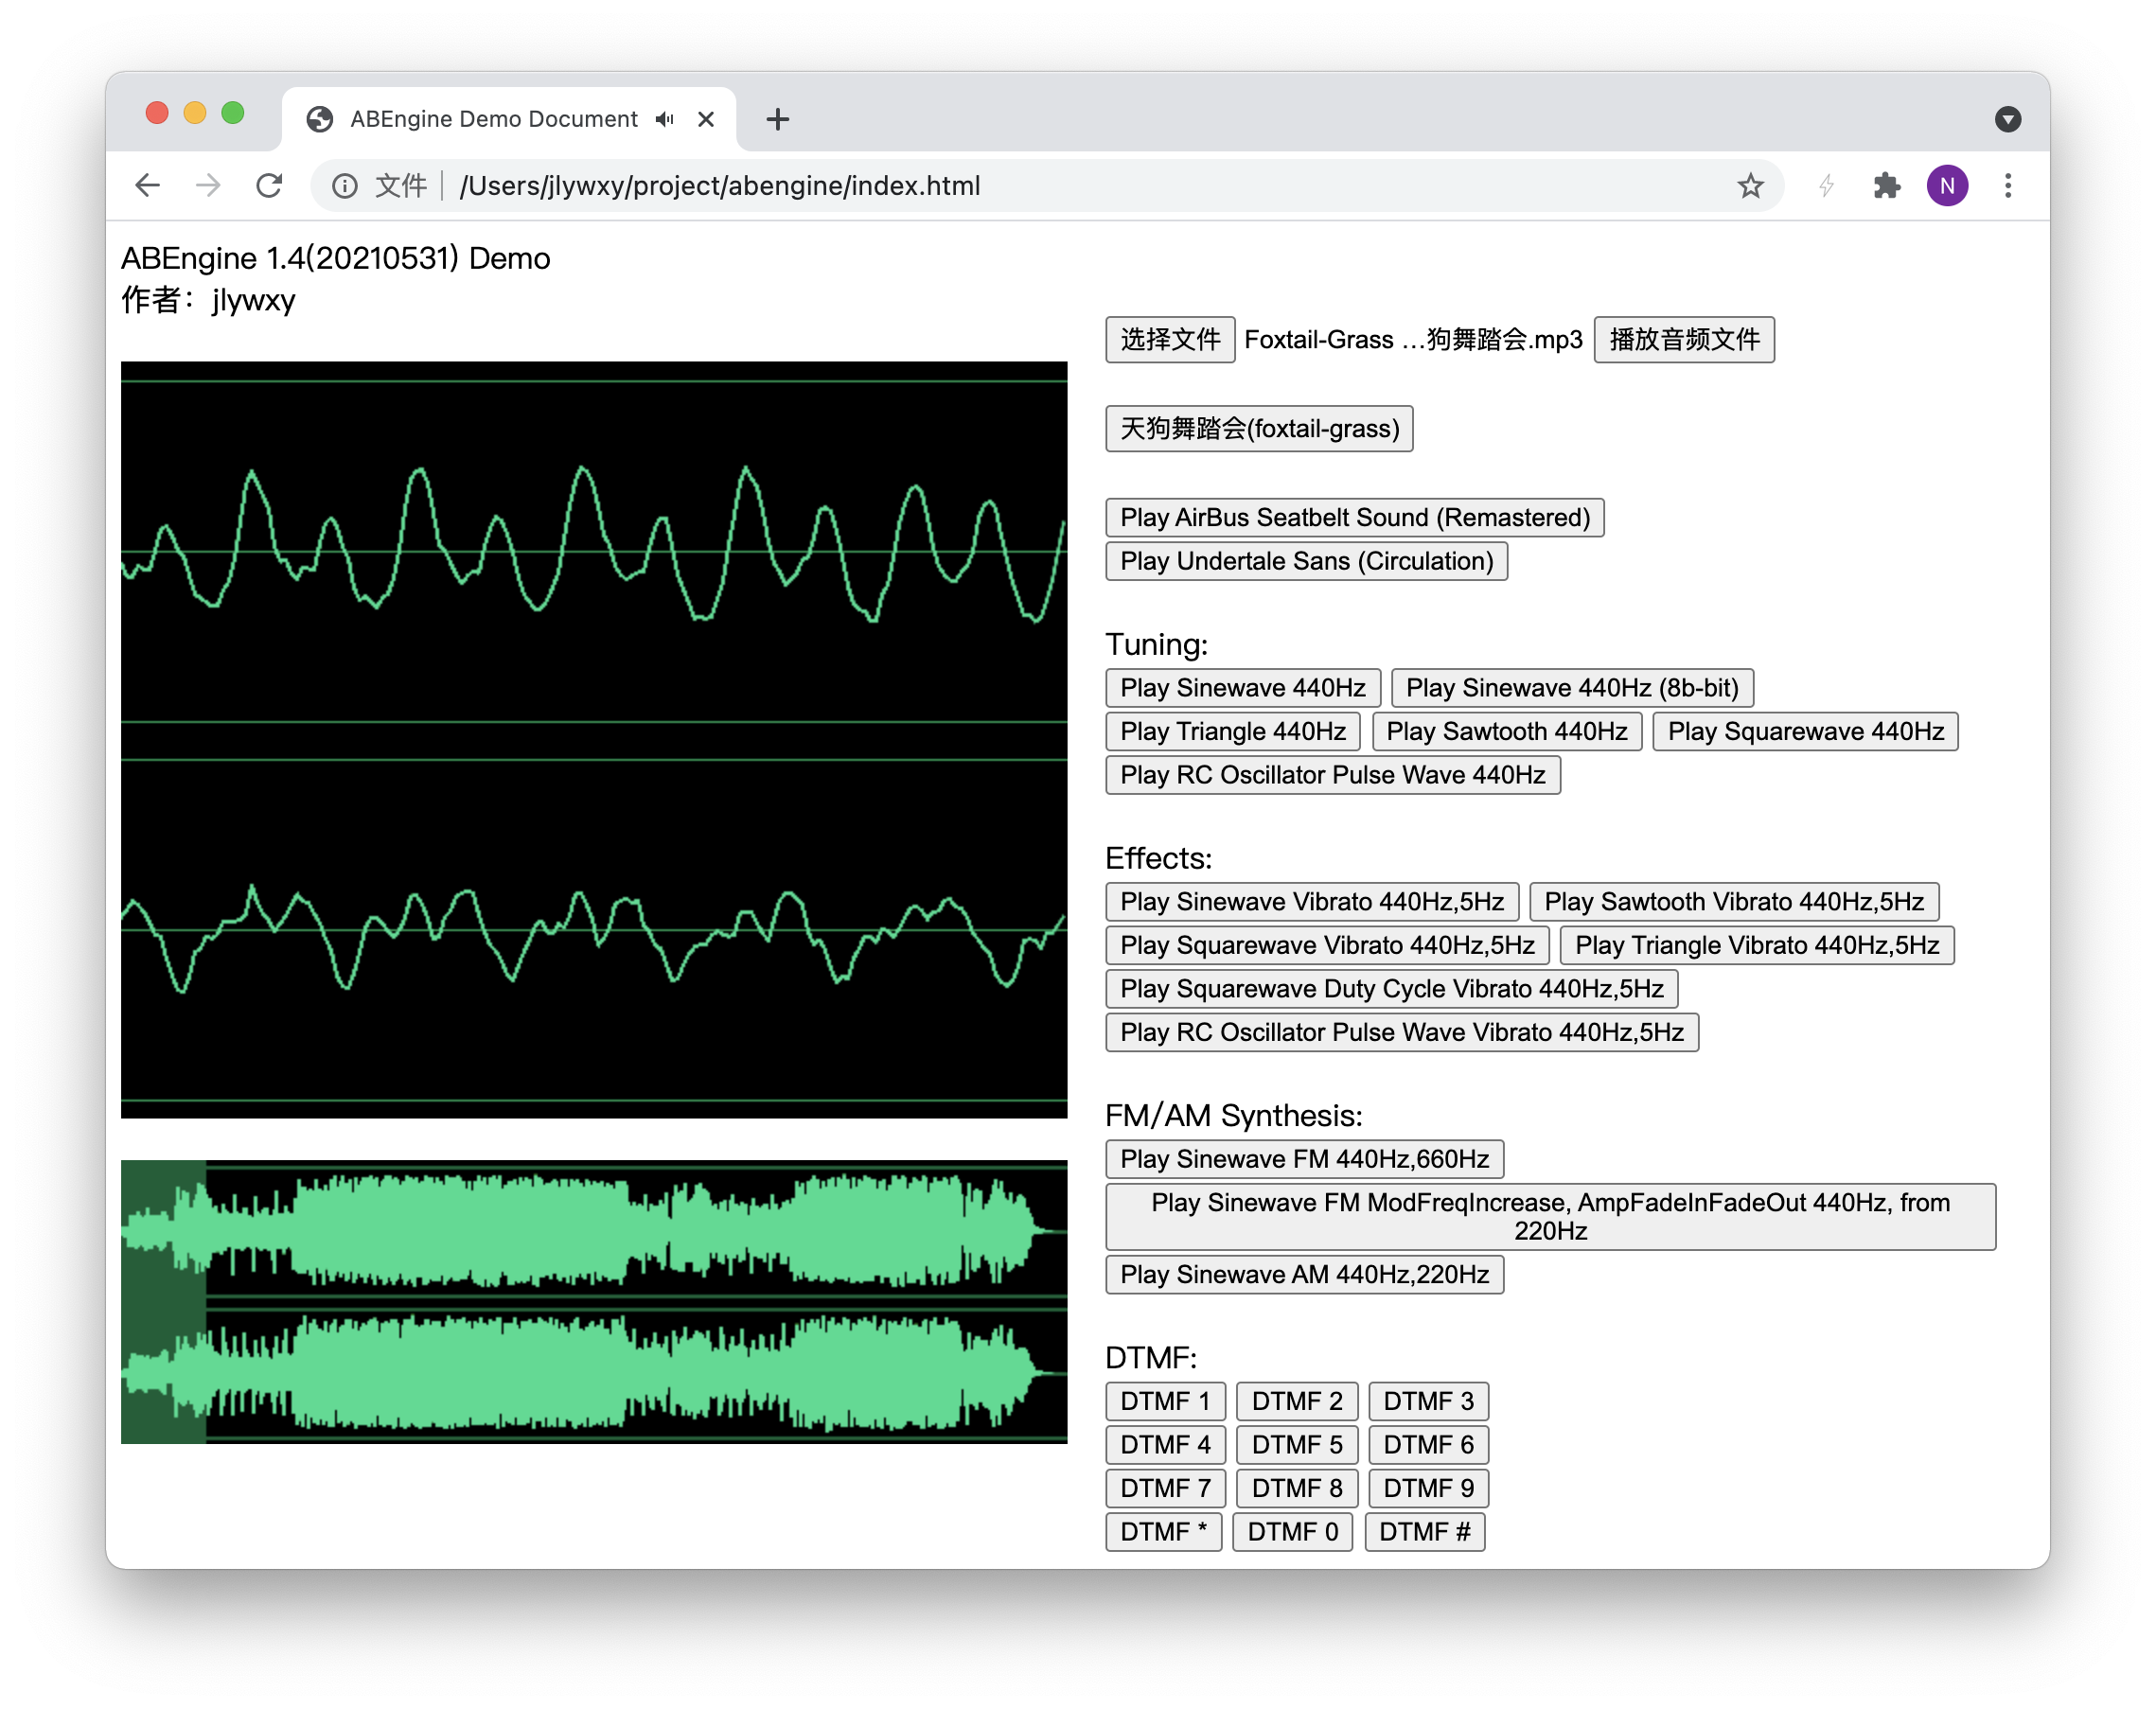 ABEngine Demo Document
文件 /Users/jlywxy/project/abengine/index.html
N
ABEngine 1.4(20210531) Demo
作者：jlywxy
选择文件 Foxtail-Grass …狗舞踏会.mp3 播放音频文件
天狗舞踏会(foxtail-grass)
Play AirBus Seatbelt Sound (Remastered)
Play Undertale Sans (Circulation)
Tuning:
Play Sinewave 440Hz Play Sinewave 440Hz (8b-bit)
Play Triangle 440Hz Play Sawtooth 440Hz Play Squarewave 440Hz
Play RC Oscillator Pulse Wave 440Hz
Effects:
Play Sinewave Vibrato 440Hz,5Hz Play Sawtooth Vibrato 440Hz,5Hz
Play Squarewave Vibrato 440Hz,5Hz Play Triangle Vibrato 440Hz,5Hz
Play Squarewave Duty Cycle Vibrato 440Hz,5Hz
Play RC Oscillator Pulse Wave Vibrato 440Hz,5Hz
FM/AM Synthesis:
Play Sinewave FM 440Hz,660Hz
Play Sinewave FM ModFreqIncrease, AmpFadeInFadeOut 440Hz, from
220Hz
Play Sinewave AM 440Hz,220Hz
DTMF:
DTMF 1 DTMF 2 DTMF 3
DTMF 4 DTMF 5 DTMF 6
DTMF 7 DTMF 8 DTMF 9
DTMF * DTMF 0 DTMF #